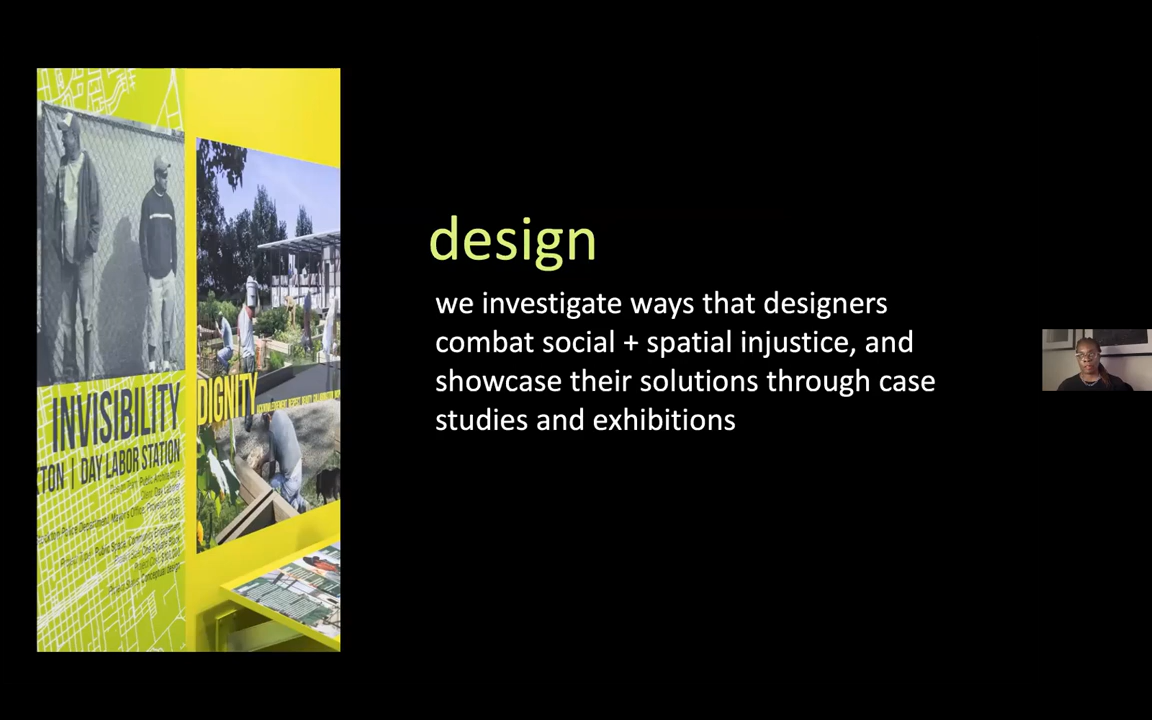 INVISIBILITY
TON | DAY LABOR STATION
DIGNITY
design
we investigate ways that designers
combat social + spatial injustice, and
showcase their solutions through case
studies and exhibitions